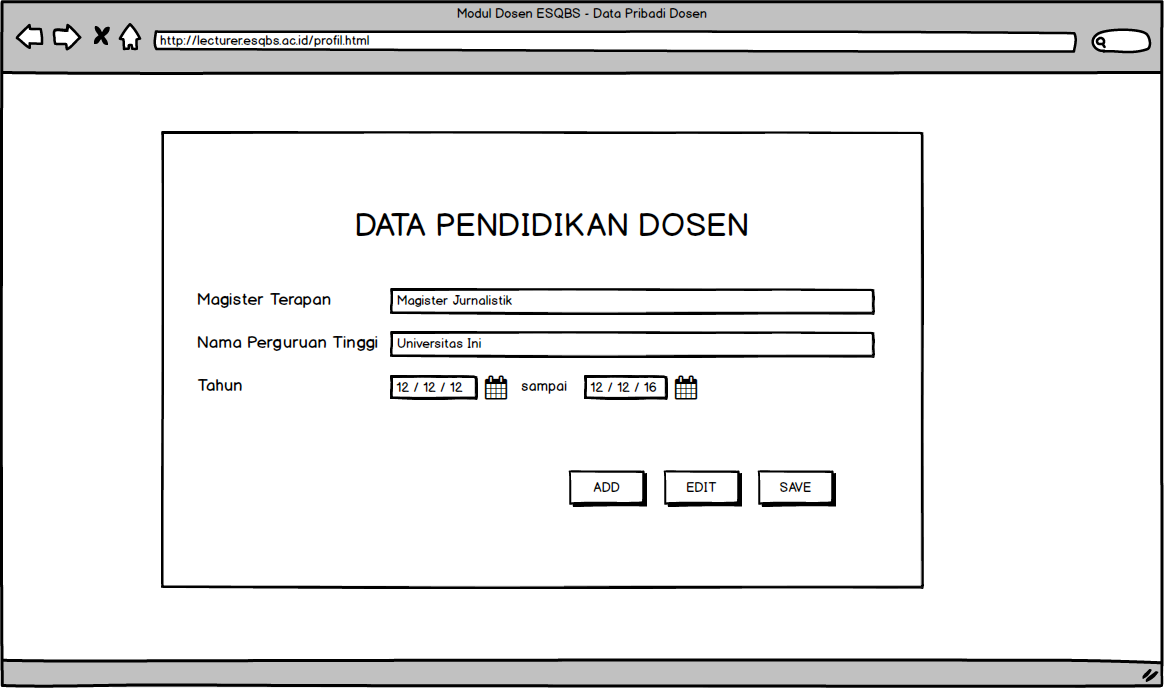 Modul Dosen ESQBS - Data Pribadi Dosen
http://lecturer.esqbs.ac.id/profil.html
DATA PENDIDIKAN DOSEN
Magister Terapan Magister Jurnalistik
Nama Perguruan Tinggi Universitas Ini
Tahun 12 / 12 / 12 sampai 12 / 12 / 16
ADD EDIT SAVE